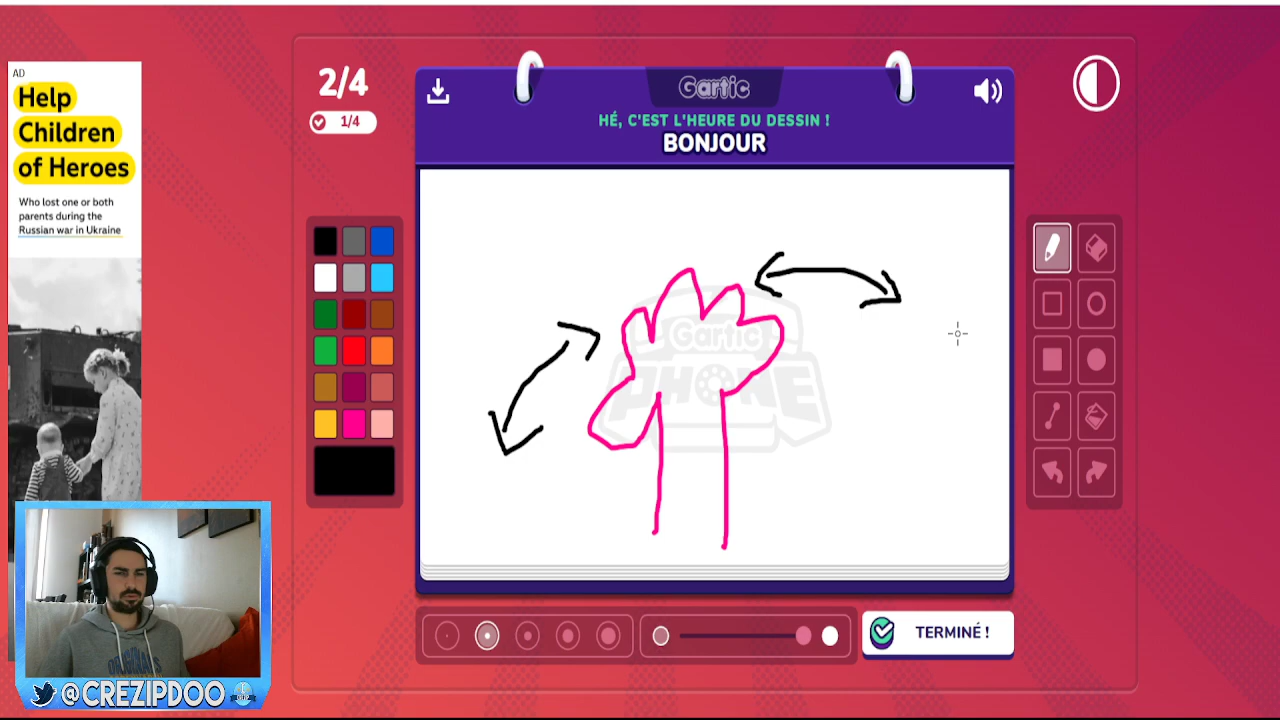 AD
Help
Children
of Heroes
Who lost one or both
parents during the
Russian war in Ukraine
2/4
1/4
Gartic
HÉ, C'EST L'HEURE DU DESSIN !
BONJOUR
Gartic
PHONE
TERMINÉ !
ORIGINALS
@CREZIPDOO